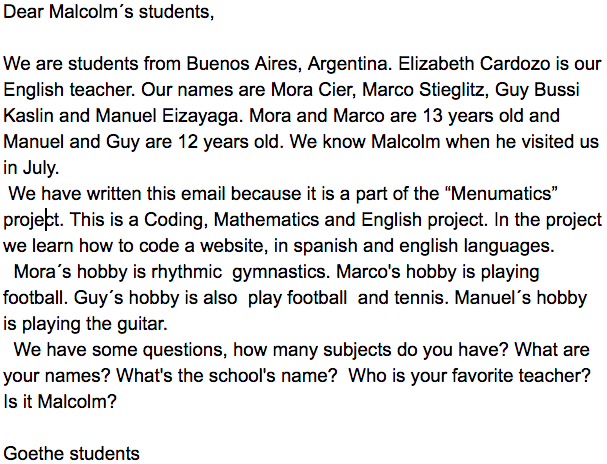 Dear Malcolm´s students,
We are students from Buenos Aires, Argentina. Elizabeth Cardozo is our
English teacher. Our names are Mora Cier, Marco Stieglitz, Guy Bussi
Kaslin and Manuel Eizayaga. Mora and Marco are 13 years old and
Manuel and Guy are 12 years old. We know Malcolm when he visited us
in July.
We have written this email because it is a part of the “Menumatics”
project. This is a Coding, Mathematics and English project. In the project
we learn how to code a website, in spanish and english languages.
Mora´s hobby is rhythmic  gymnastics. Marco's hobby is playing
football. Guy´s hobby is also  play football  and tennis. Manuel´s hobby
is playing the guitar.
We have some questions, how many subjects do you have? What are
your names? What's the school's name?  Who is your favorite teacher?
Is it Malcolm?
Goethe students